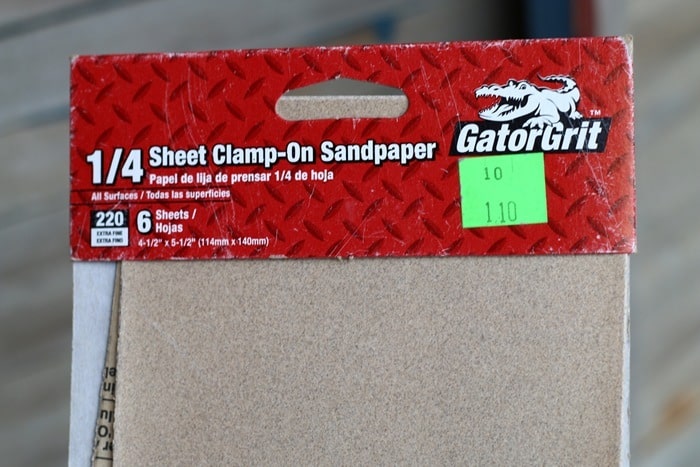 GatorGrit™
1/4 Sheet Clamp-On Sandpaper
Papel de lija de prensar 1/4 de hoja
All Surfaces / Todas las superficies
220
EXTRA FINE
EXTRA FINO
6 Sheets /
Hojas
4-1/2" x 5-1/2" (114mm x 140mm)
10
1.10